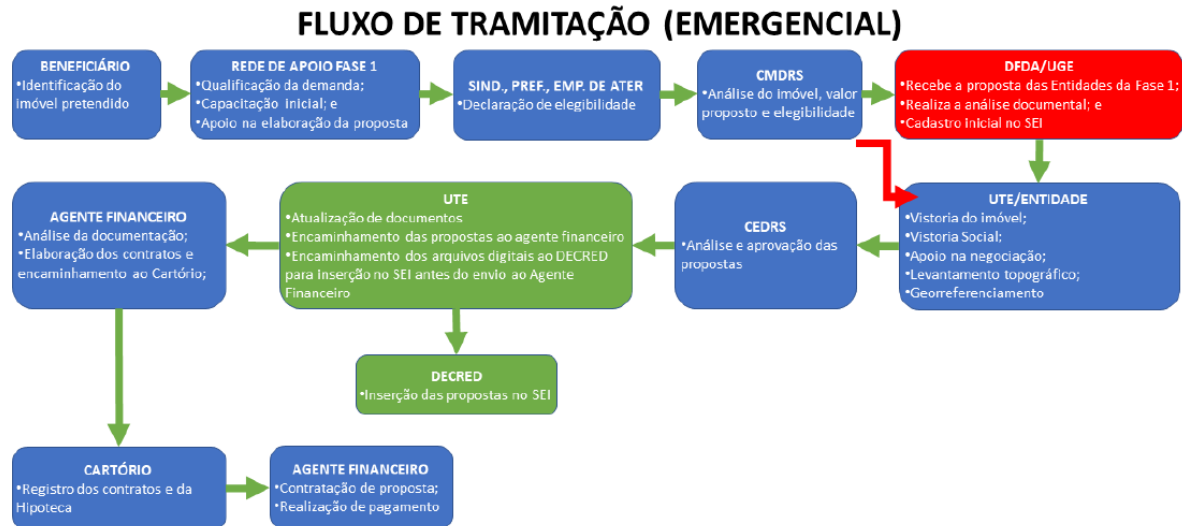 FLUXO DE TRAMITAÇÃO (EMERGENCIAL)
BENEFICIÁRIO
•Identificação do
imóvel pretendido
REDE DE APOIO FASE 1
•Qualificação da demanda;
•Capacitação inicial; e
•Apoio na elaboração da proposta
SIND., PREF., EMP. DE ATER
•Declaração de elegibilidade
CMDRS
•Análise do imóvel, valor
proposto e elegibilidade
DFDA/UGE
•Recebe a proposta das Entidades da Fase 1;
•Realiza a análise documental; e
•Cadastro inicial no SEI
AGENTE FINANCEIRO
•Análise da documentação;
•Elaboração dos contratos e
encaminhamento ao Cartório;
UTE
•Atualização de documentos
•Encaminhamento das propostas ao agente financeiro
•Encaminhamento dos arquivos digitais ao DECRED
para inserção no SEI antes do envio ao Agente
Financeiro
CEDRS
•Análise e aprovação das
propostas
UTE/ENTIDADE
•Vistoria do imóvel;
•Vistoria Social;
•Apoio na negociação;
•Levantamento topográfico;
•Georreferenciamento
DECRED
•Inserção das propostas no SEI
CARTÓRIO
•Registro dos contratos e da
Hipoteca
AGENTE FINANCEIRO
•Contratação de proposta;
•Realização de pagamento